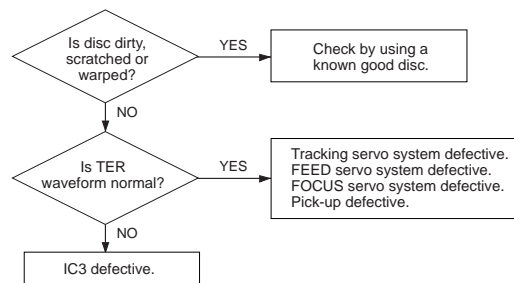 Is disc dirty,
scratched or
warped?
YES
Check by using a
known good disc.
NO
Is TER
waveform normal?
YES
Tracking servo system defective.
FEED servo system defective.
FOCUS servo system defective.
Pick-up defective.
NO
IC3 defective.